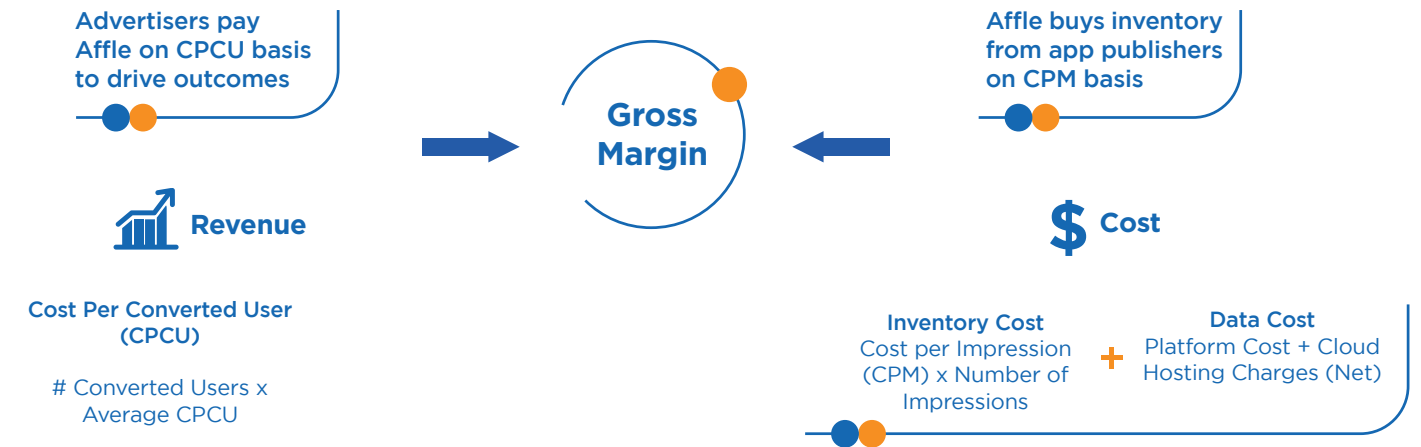 Advertisers pay
Affle on CPCU basis
to drive outcomes
Revenue
Cost Per Converted User
(CPCU)
# Converted Users x
Average CPCU
Gross
Margin
Affle buys inventory
from app publishers
on CPM basis
$ Cost
Inventory Cost
Cost per Impression
(CPM) x Number of
Impressions
+
Data Cost
Platform Cost + Cloud
Hosting Charges (Net)